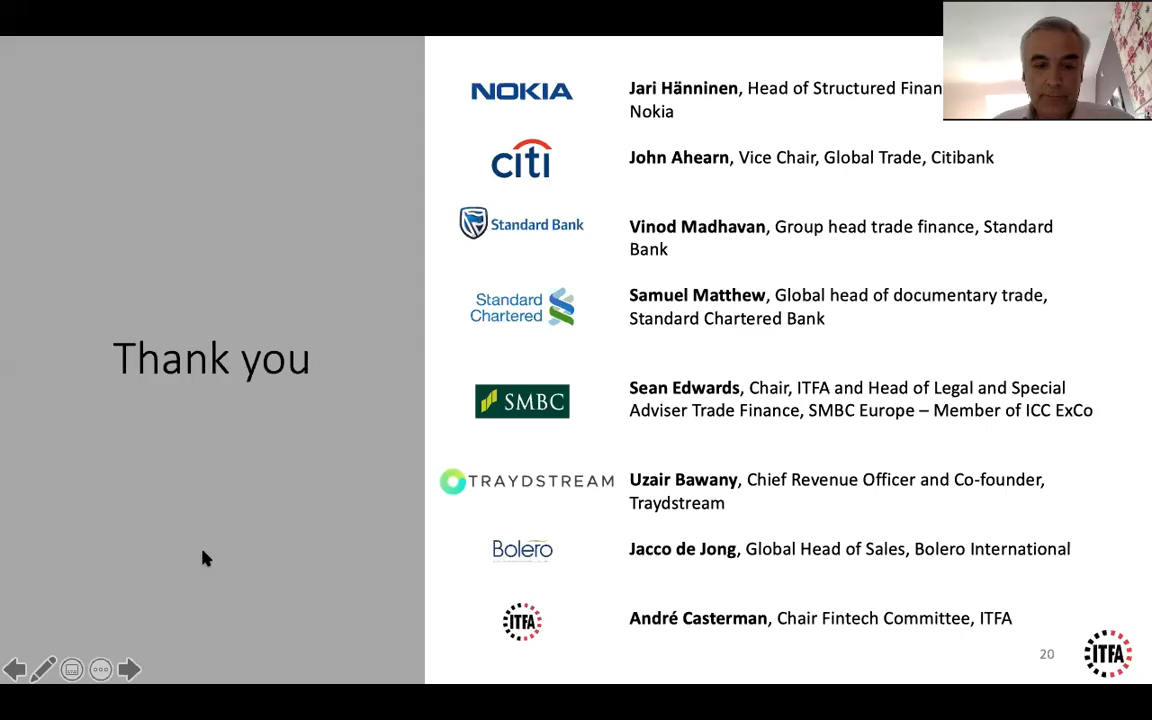 Thank you
NOKIA
Jari Hänninen, Head of Structured Finan
Nokia
citi
John Ahearn, Vice Chair, Global Trade, Citibank
Standard Bank
Vinod Madhavan, Group head trade finance, Standard
Bank
Standard
Chartered
Samuel Matthew, Global head of documentary trade,
Standard Chartered Bank
SMBC
Sean Edwards, Chair, ITFA and Head of Legal and Special
Adviser Trade Finance, SMBC Europe – Member of ICC ExCo
TRAYDSTREAM
Uzair Bawany, Chief Revenue Officer and Co-founder,
Traydstream
Bolero
Jacco de Jong, Global Head of Sales, Bolero International
ITFA
André Casterman, Chair Fintech Committee, ITFA
20
ITFA